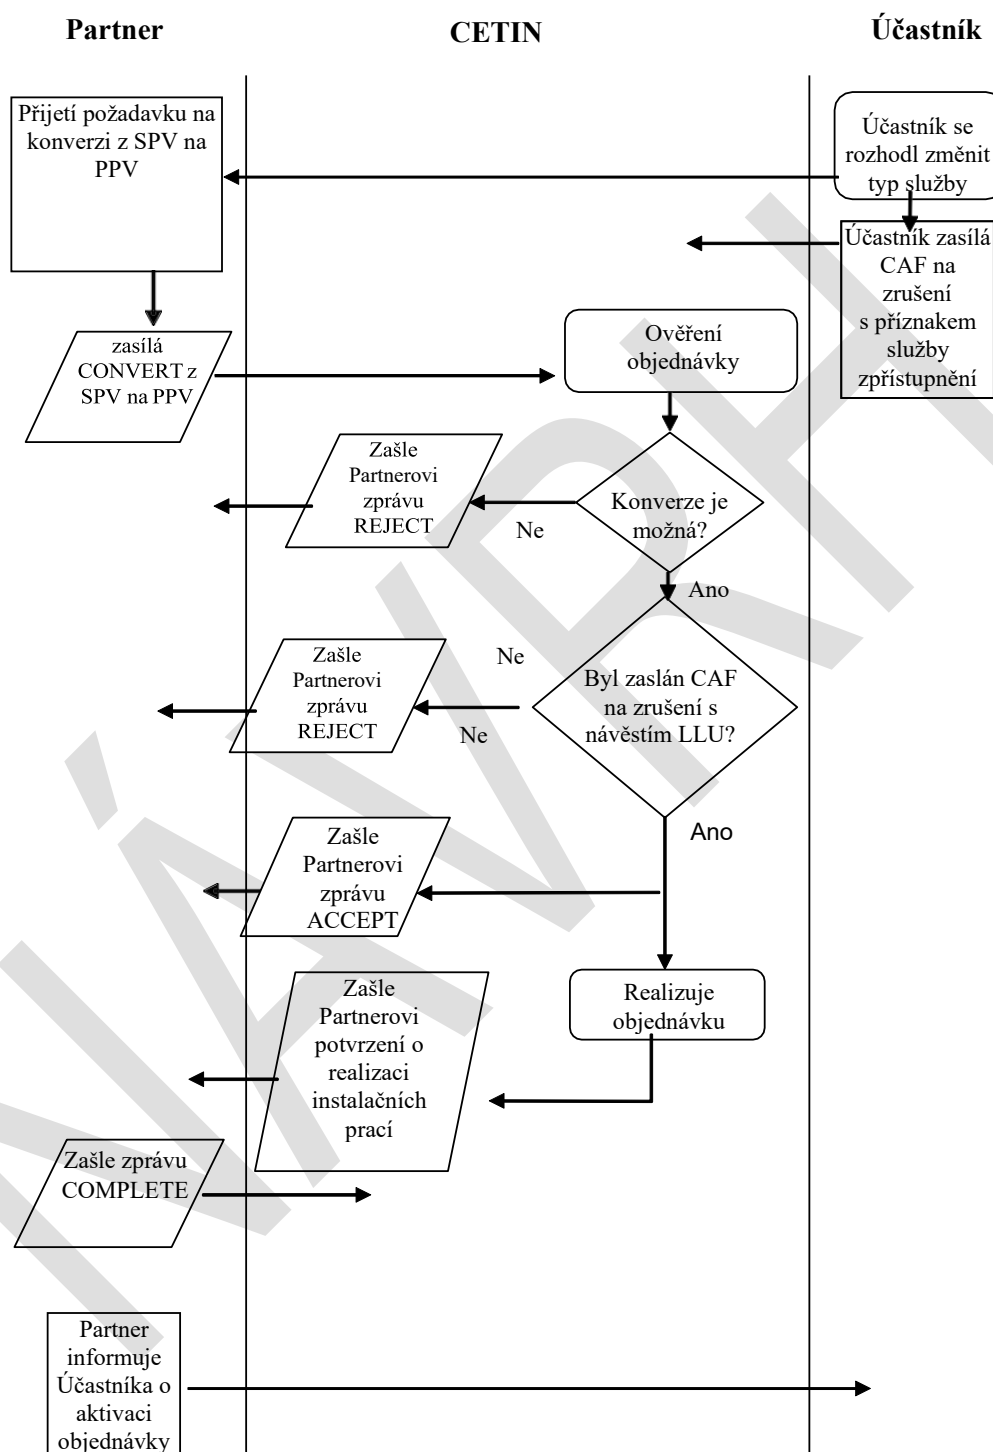 Partner
CETIN
Účastník
Přijetí požadavku na
konverzi z SPV na
PPV
Účastník se
rozhodl změnit
typ služby
Účastník zasílá
CAF na
zrušení
s příznakem
služby
zpřístupnění
zasílá
CONVERT z
SPV na PPV
Ověření
objednávky
Zašle
Partnerovi
zprávu
REJECT
Ne
Konverze je
možná?
Ano
Zašle
Partnerovi
zprávu
REJECT
Ne
Ne
Byl zaslán CAF
na zrušení s
návěstím LLU?
Ano
Zašle
Partnerovi
zprávu
ACCEPT
Realizuje
objednávku
Zašle
Partnerovi
potvrzení o
realizaci
instalačních
prací
Zašle zprávu
COMPLETE
Partner
informuje
Účastníka o
aktivaci
objednávky
NÁVRH